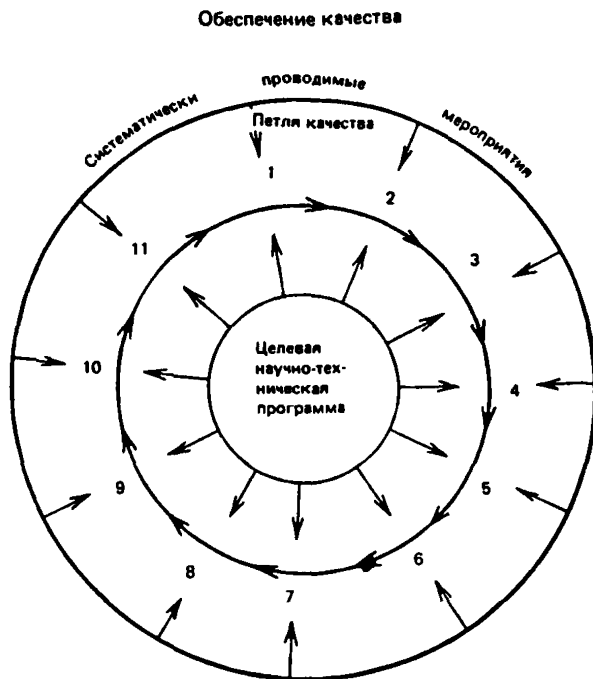 Обеспечение качества
Систематически проводимые мероприятия
Петля качества
1
2
3
4
5
6
7
8
9
10
11
Целевая
научно-тех-
ническая
программа